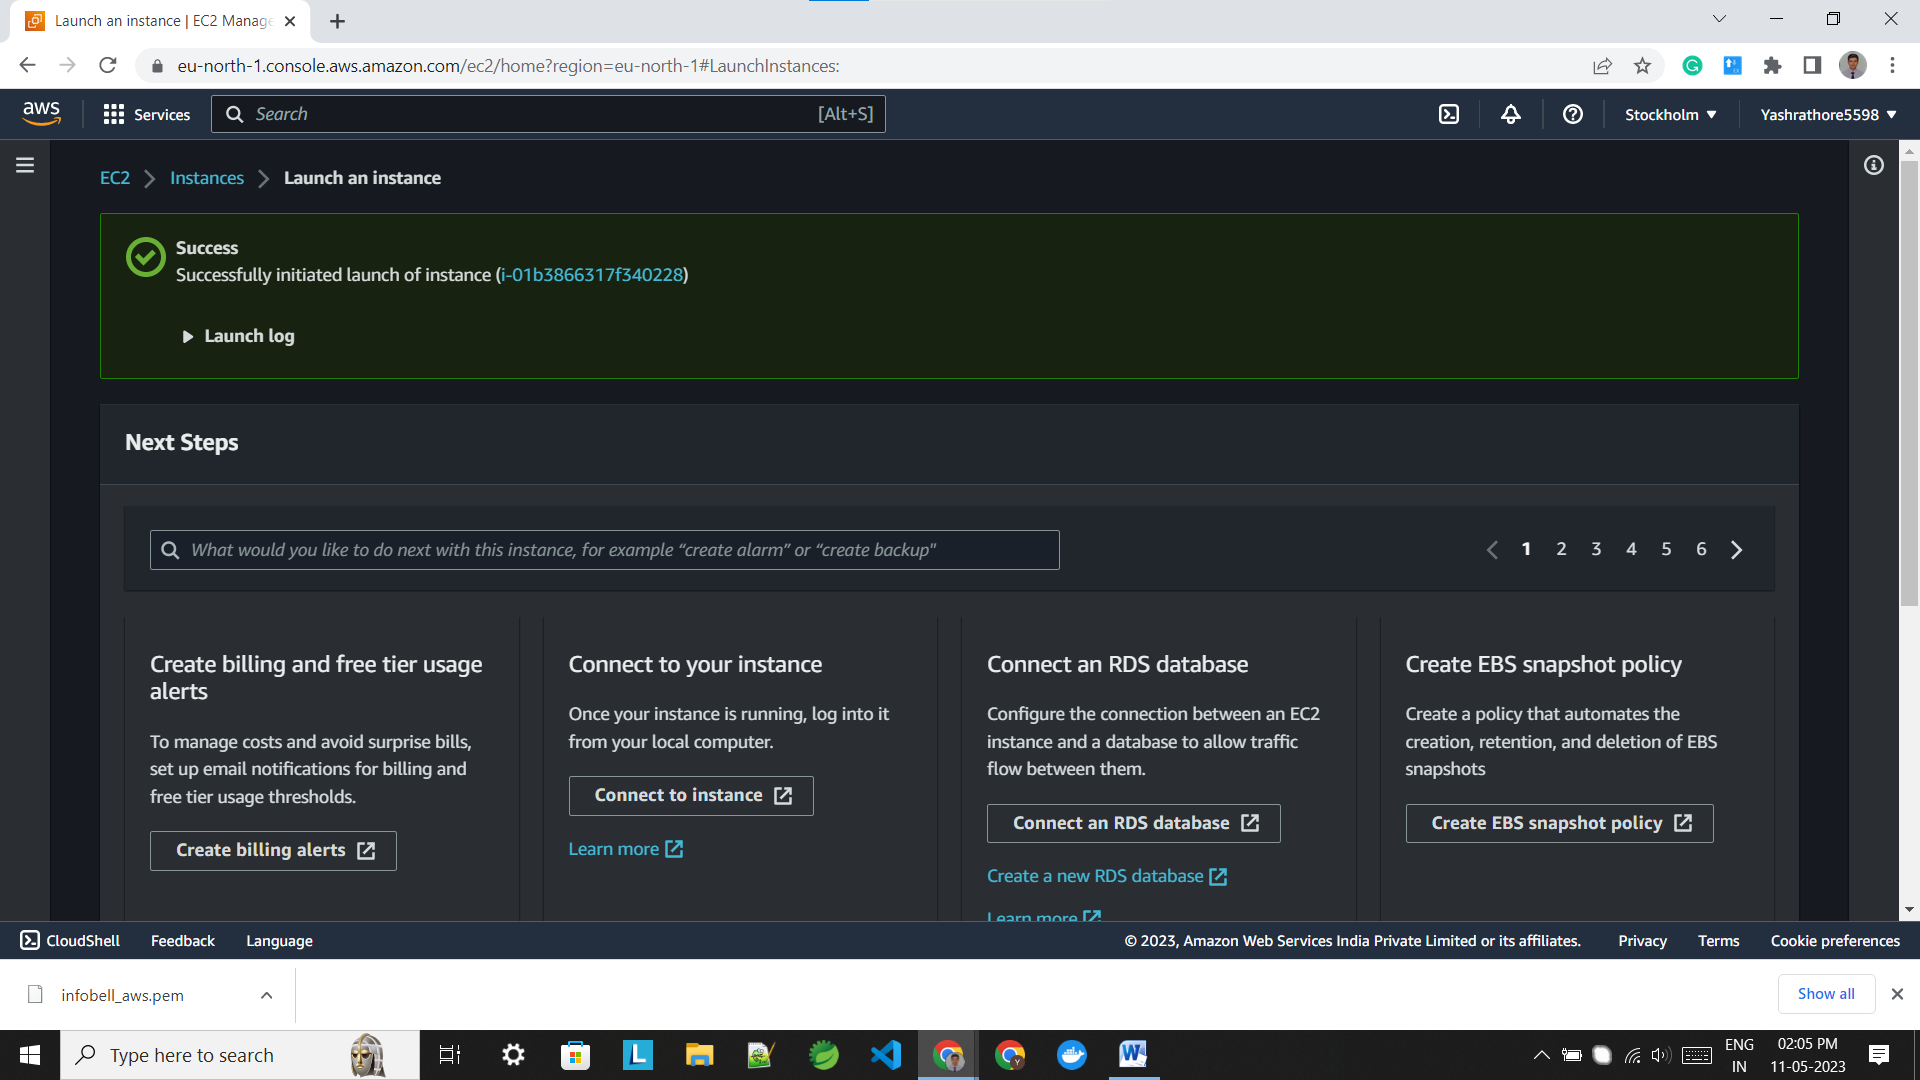 Launch an instance | EC2 Manage
eu-north-1.console.aws.amazon.com/ec2/home?region=eu-north-1#LaunchInstances:
aws
Services
Search
[Alt+S]
Stockholm
Yashrathore5598
EC2
Instances
Launch an instance
Success
Successfully initiated launch of instance (i-01b3866317f340228)
Launch log
Next Steps
What would you like to do next with this instance, for example “create alarm” or “create backup"
1 2 3 4 5 6
Create billing and free tier usage
alerts
To manage costs and avoid surprise bills,
set up email notifications for billing and
free tier usage thresholds.
Create billing alerts
Connect to your instance
Once your instance is running, log into it
from your local computer.
Connect to instance
Learn more
Connect an RDS database
Configure the connection between an EC2
instance and a database to allow traffic
flow between them.
Connect an RDS database
Create a new RDS database
Learn more
Create EBS snapshot policy
Create a policy that automates the
creation, retention, and deletion of EBS
snapshots
Create EBS snapshot policy
CloudShell
Feedback
Language
© 2023, Amazon Web Services India Private Limited or its affiliates.
Privacy
Terms
Cookie preferences
infobell_aws.pem
Show all
Type here to search
L
Y
W
ENG
IN
02:05 PM
11-05-2023